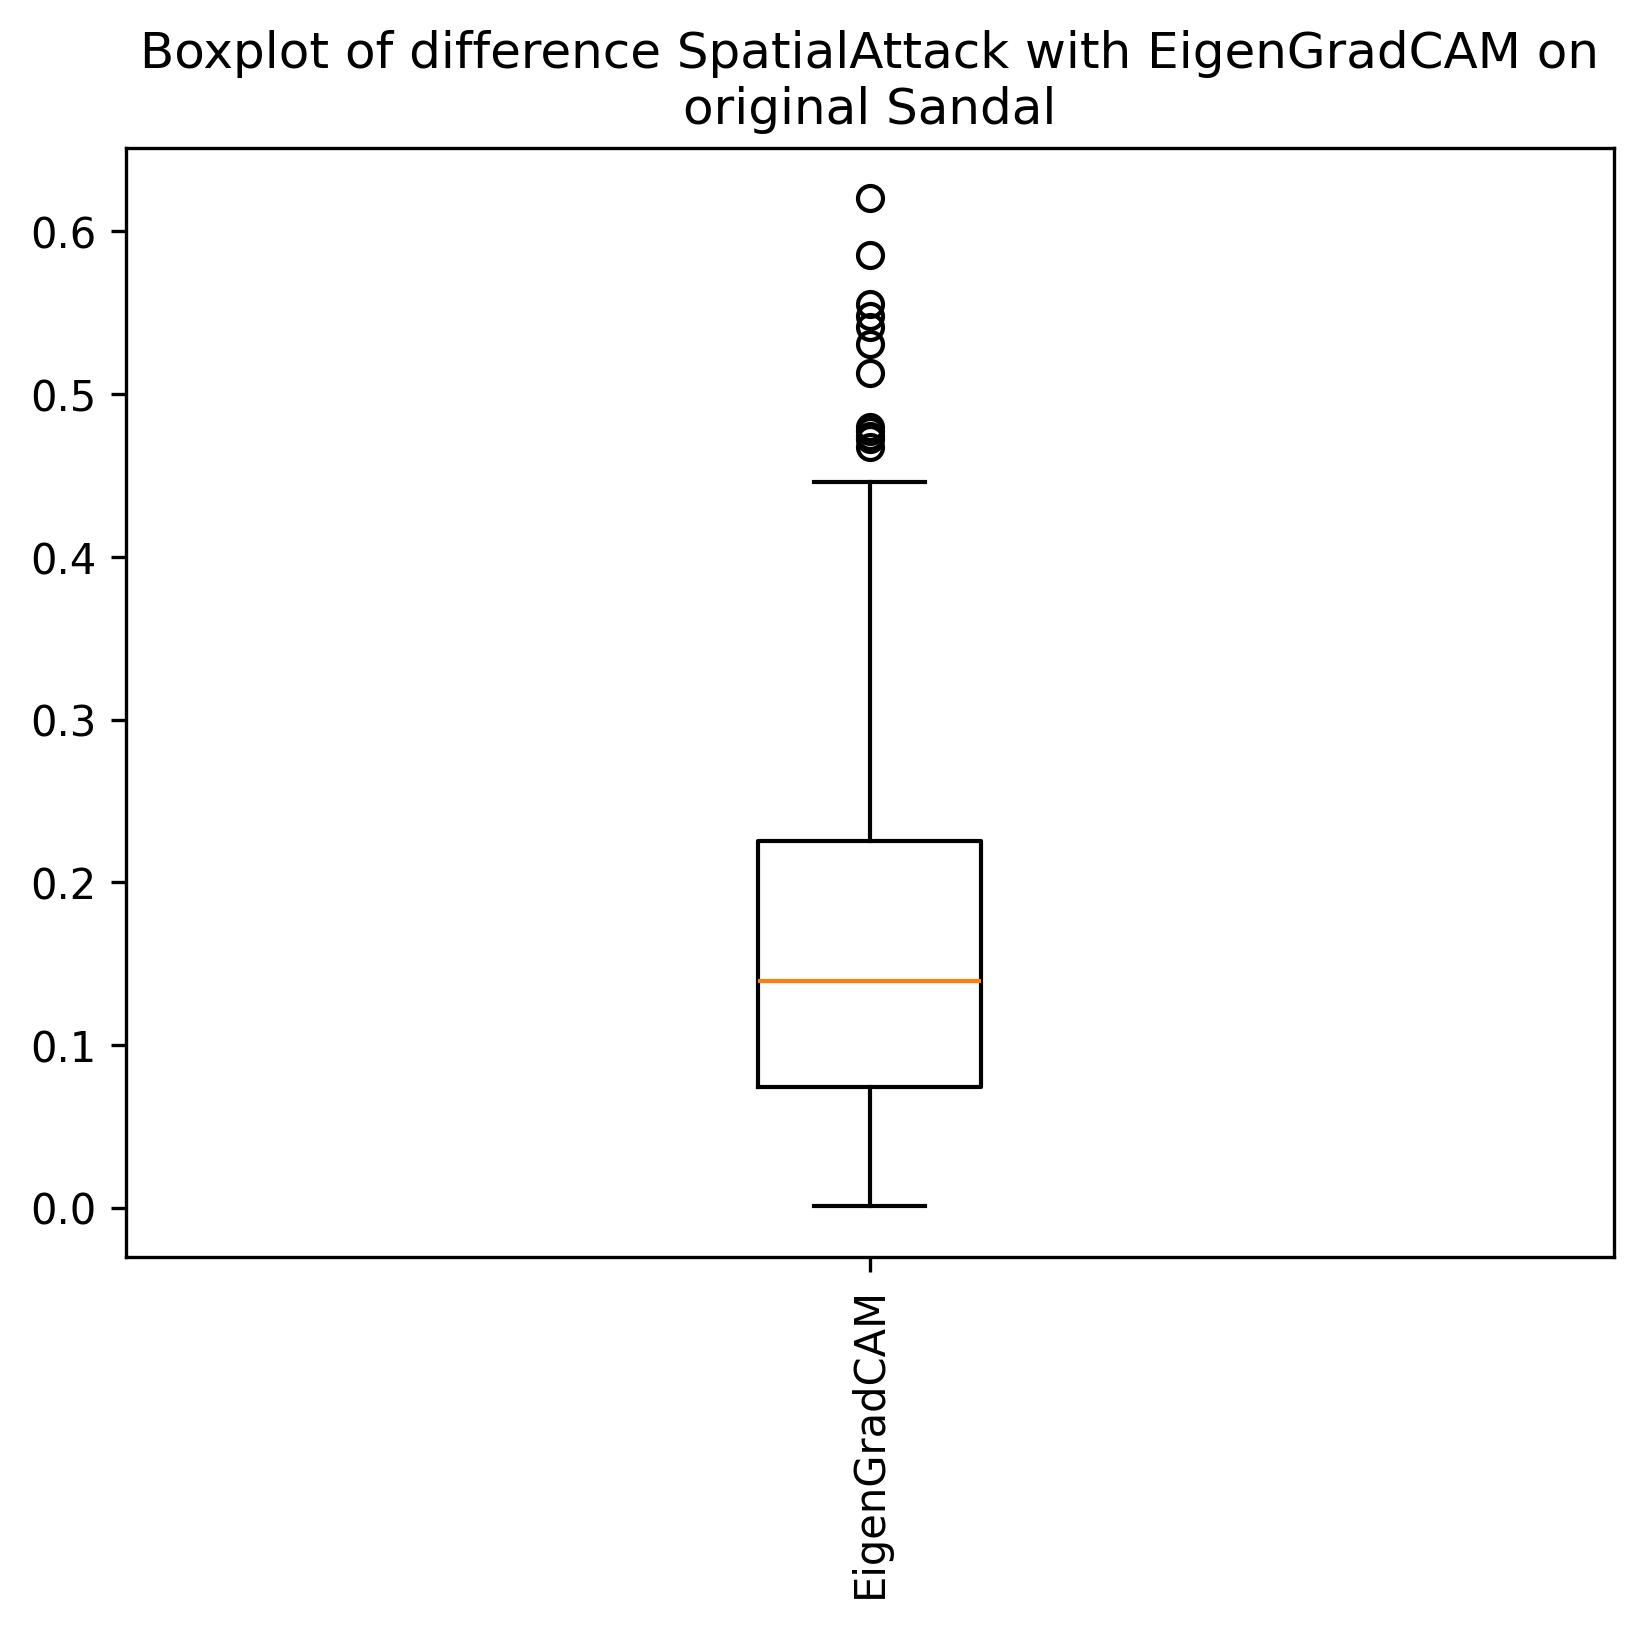 Boxplot of difference SpatialAttack with EigenGradCAM on
original Sandal
0.6
0.5
0.4
0.3
0.2
0.1
0.0
EigenGradCAM